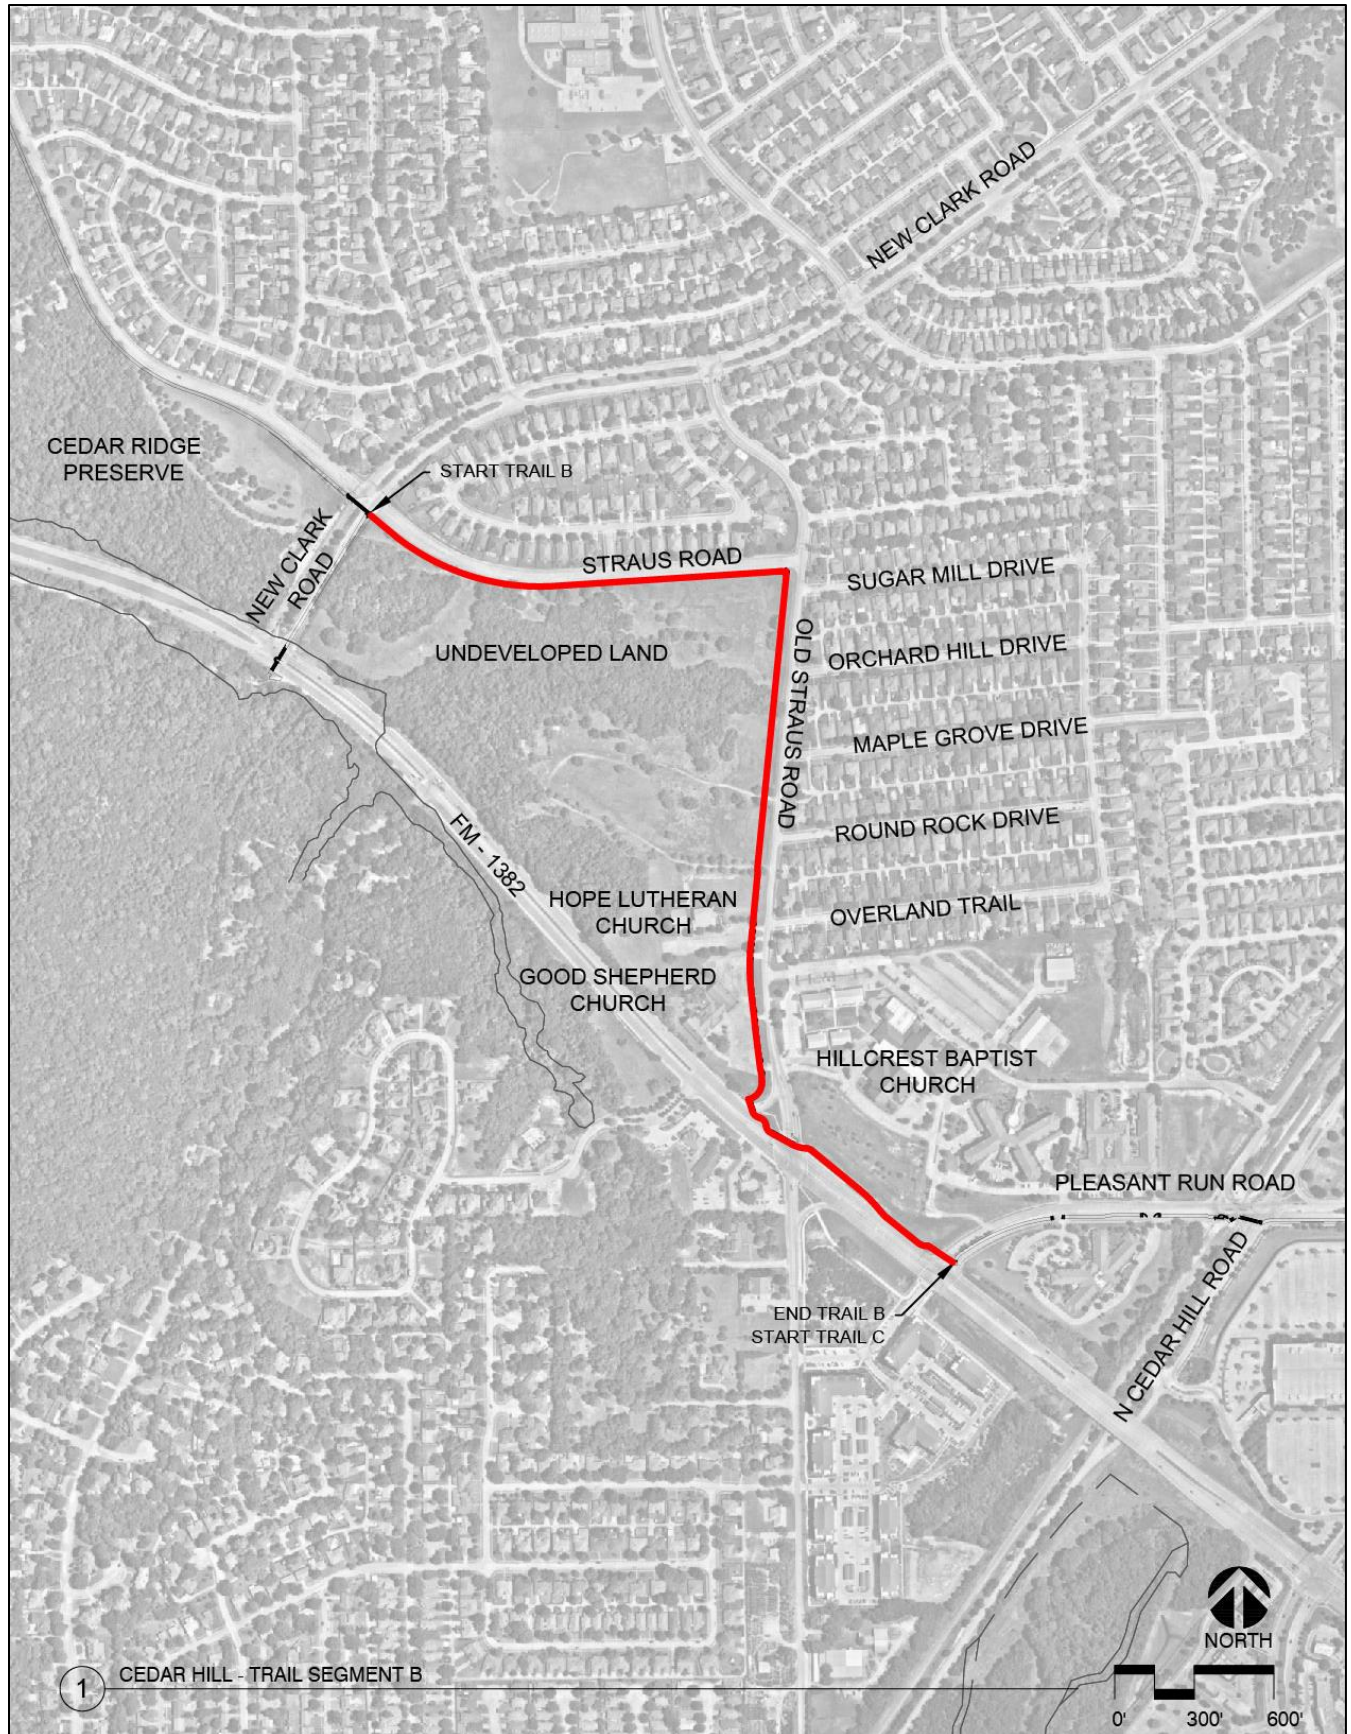 NEW CLARK ROAD
CEDAR RIDGE
PRESERVE
START TRAIL B
NEW CLARK
ROAD
STRAUS ROAD
SUGAR MILL DRIVE
UNDEVELOPED LAND
OLD STRAUS ROAD
ORCHARD HILL DRIVE
MAPLE GROVE DRIVE
FM - 1382
ROUND ROCK DRIVE
HOPE LUTHERAN
CHURCH
OVERLAND TRAIL
GOOD SHEPHERD
CHURCH
HILLCREST BAPTIST
CHURCH
PLEASANT RUN ROAD
N CEDAR HILL ROAD
END TRAIL B
START TRAIL C
NORTH
1
CEDAR HILL - TRAIL SEGMENT B
0' 300' 600'